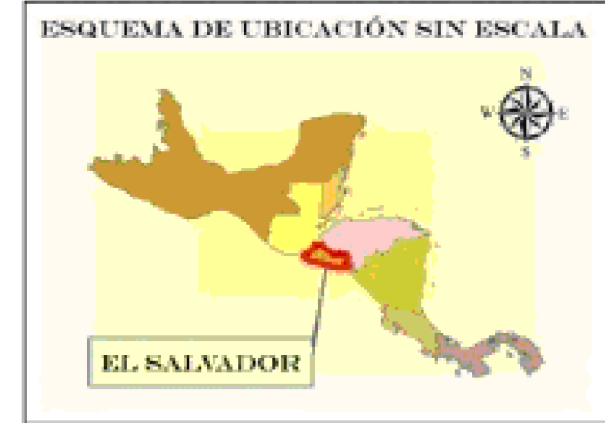 ESQUEMA DE UBICACIÓN SIN ESCALA
N
W E
S
EL SALVADOR